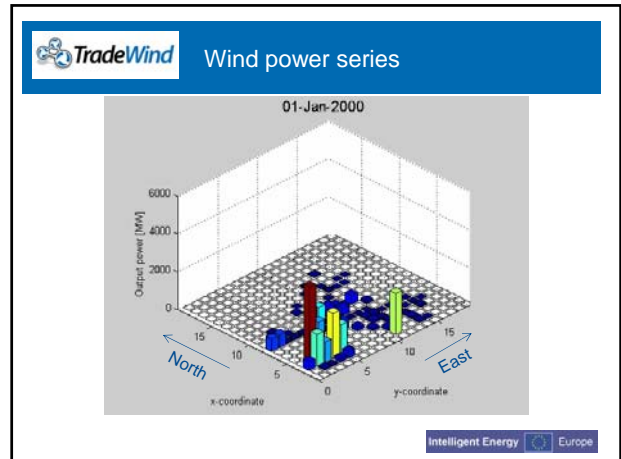 TradeWind
Wind power series
01-Jan-2000
Output power [MW]
6000
4000
2000
0
15
10
5
0
5
10
15
North
East
x-coordinate
y-coordinate
Intelligent Energy Europe